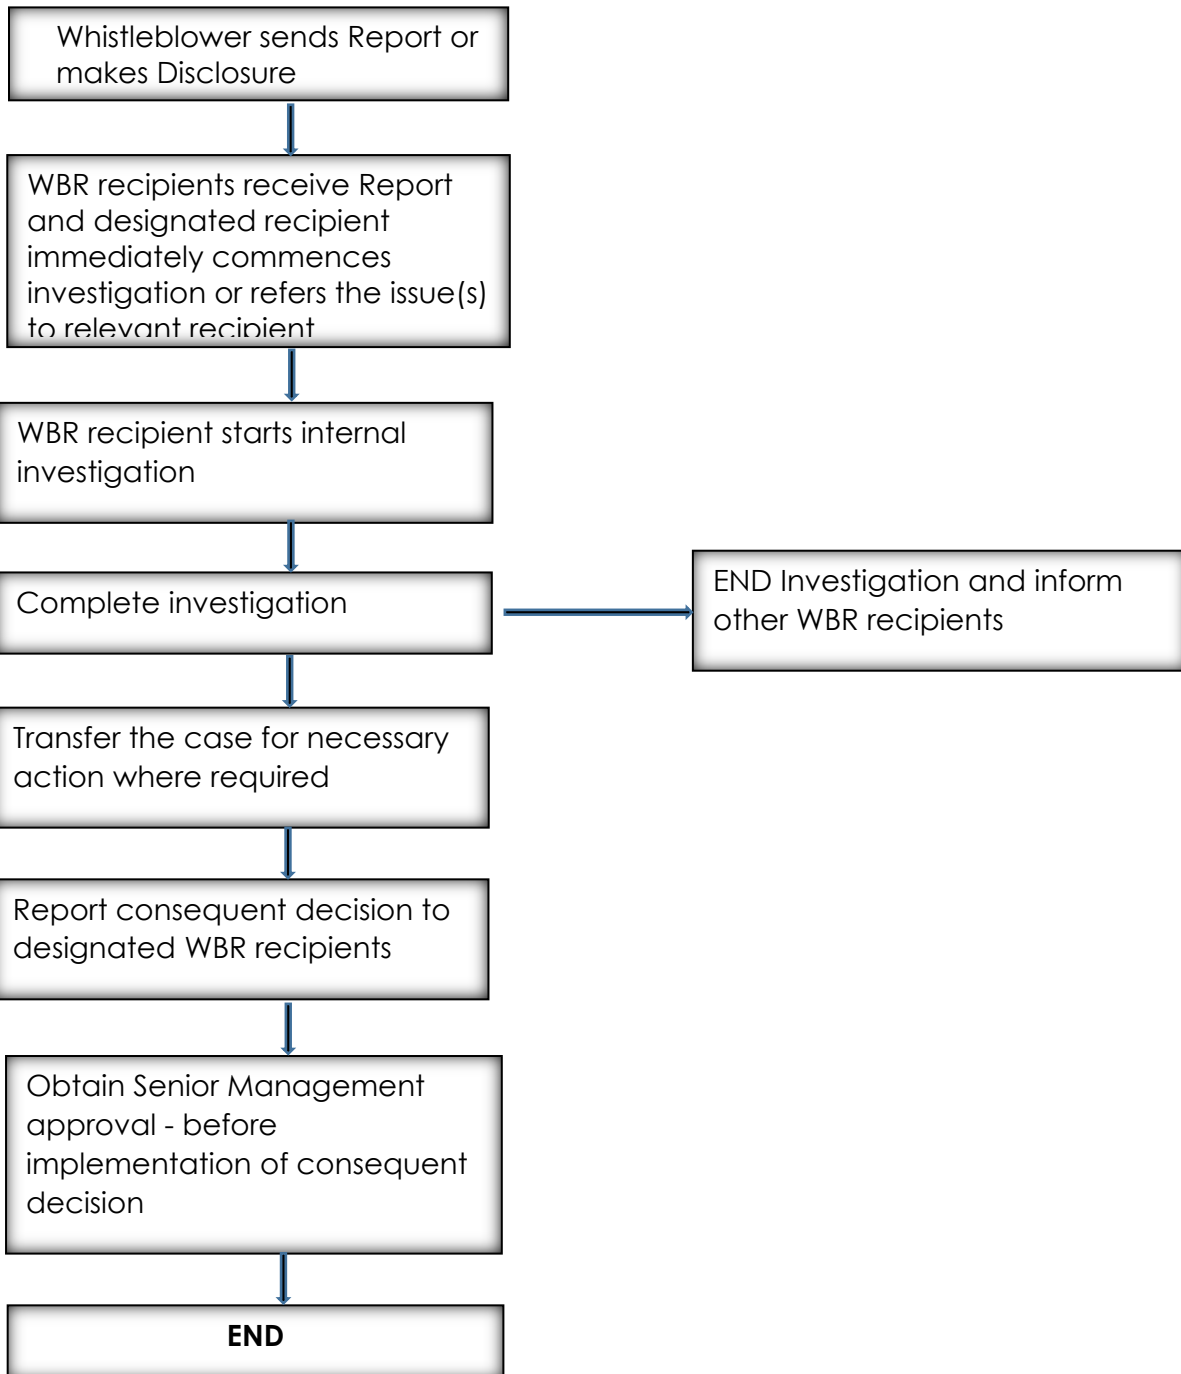 Whistleblower sends Report or
makes Disclosure
WBR recipients receive Report
and designated recipient
immediately commences
investigation or refers the issue(s)
to relevant recipient
WBR recipient starts internal
investigation
Complete investigation
END Investigation and inform
other WBR recipients
Transfer the case for necessary
action where required
Report consequent decision to
designated WBR recipients
Obtain Senior Management
approval - before
implementation of consequent
decision
END